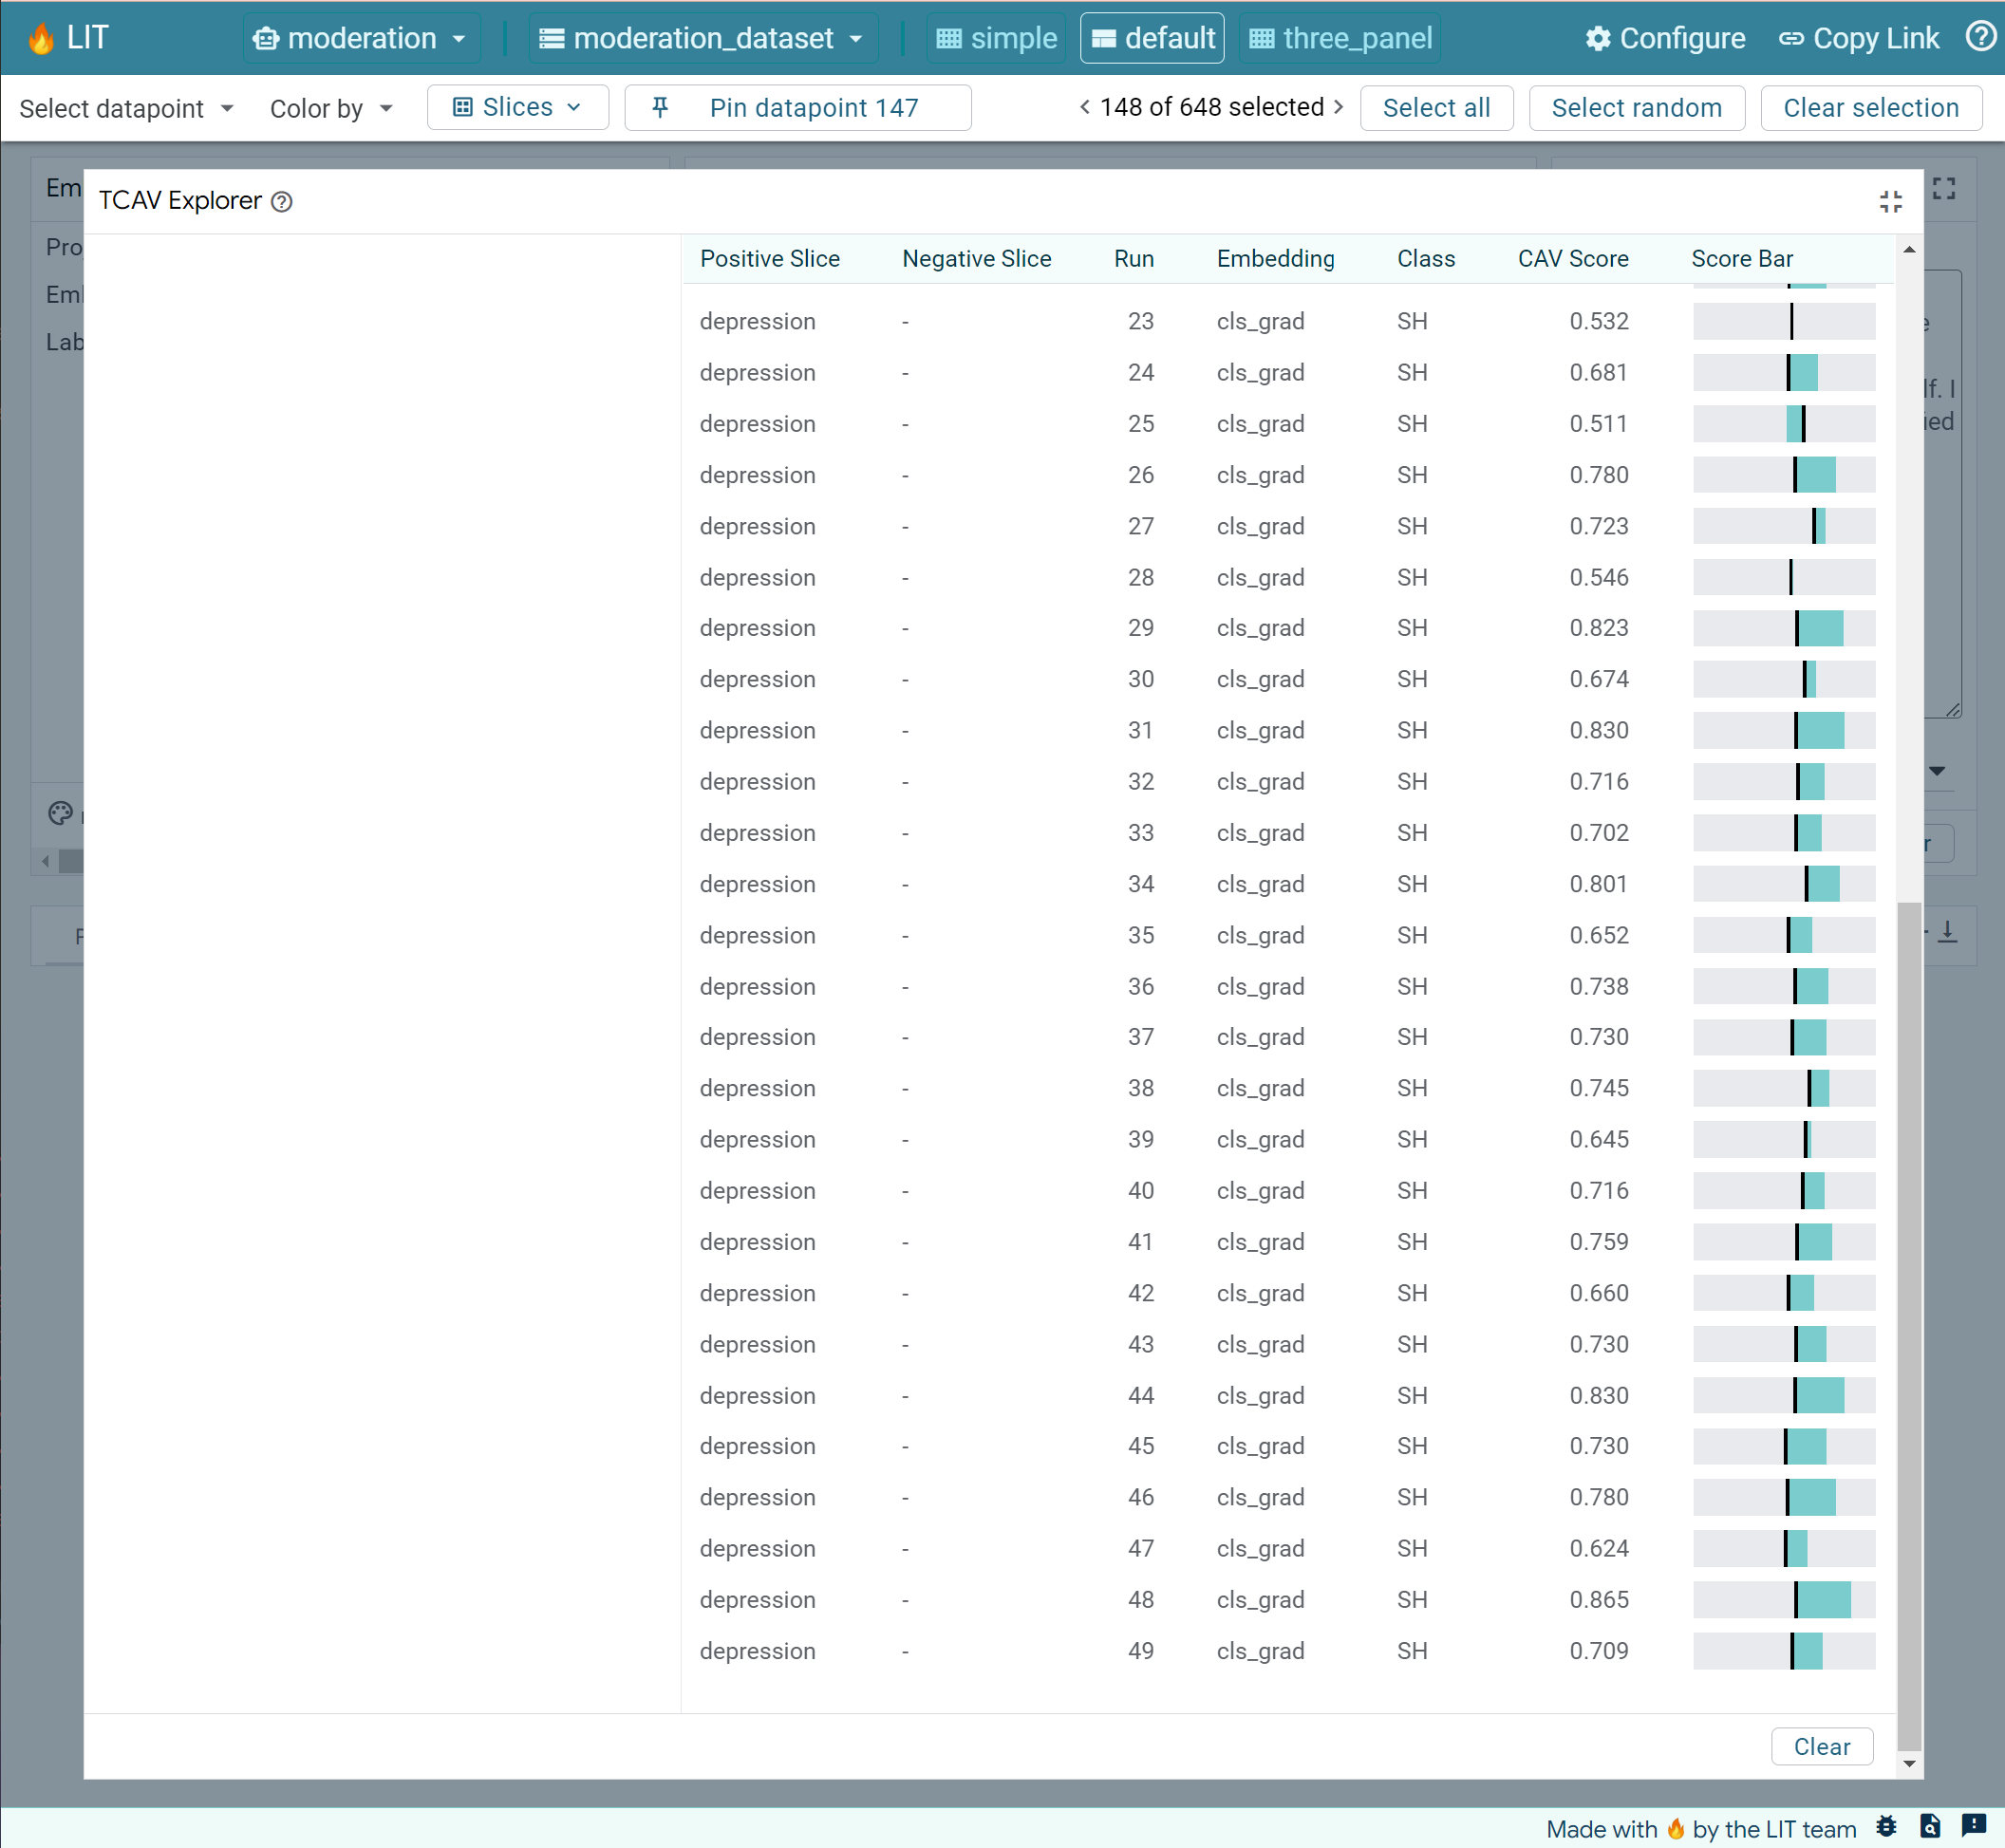 LIT moderation moderation_dataset simple default three_panel Configure Copy Link
Select datapoint Color by Slices Pin datapoint 147 148 of 648 selected Select all Select random Clear selection
TCAV Explorer
Positive Slice Negative Slice Run Embedding Class CAV Score Score Bar
depression - 23 cls_grad SH 0.532
depression - 24 cls_grad SH 0.681
depression - 25 cls_grad SH 0.511
depression - 26 cls_grad SH 0.780
depression - 27 cls_grad SH 0.723
depression - 28 cls_grad SH 0.546
depression - 29 cls_grad SH 0.823
depression - 30 cls_grad SH 0.674
depression - 31 cls_grad SH 0.830
depression - 32 cls_grad SH 0.716
depression - 33 cls_grad SH 0.702
depression - 34 cls_grad SH 0.801
depression - 35 cls_grad SH 0.652
depression - 36 cls_grad SH 0.738
depression - 37 cls_grad SH 0.730
depression - 38 cls_grad SH 0.745
depression - 39 cls_grad SH 0.645
depression - 40 cls_grad SH 0.716
depression - 41 cls_grad SH 0.759
depression - 42 cls_grad SH 0.660
depression - 43 cls_grad SH 0.730
depression - 44 cls_grad SH 0.830
depression - 45 cls_grad SH 0.730
depression - 46 cls_grad SH 0.780
depression - 47 cls_grad SH 0.624
depression - 48 cls_grad SH 0.865
depression - 49 cls_grad SH 0.709
Clear
Made with 🔥 by the LIT team